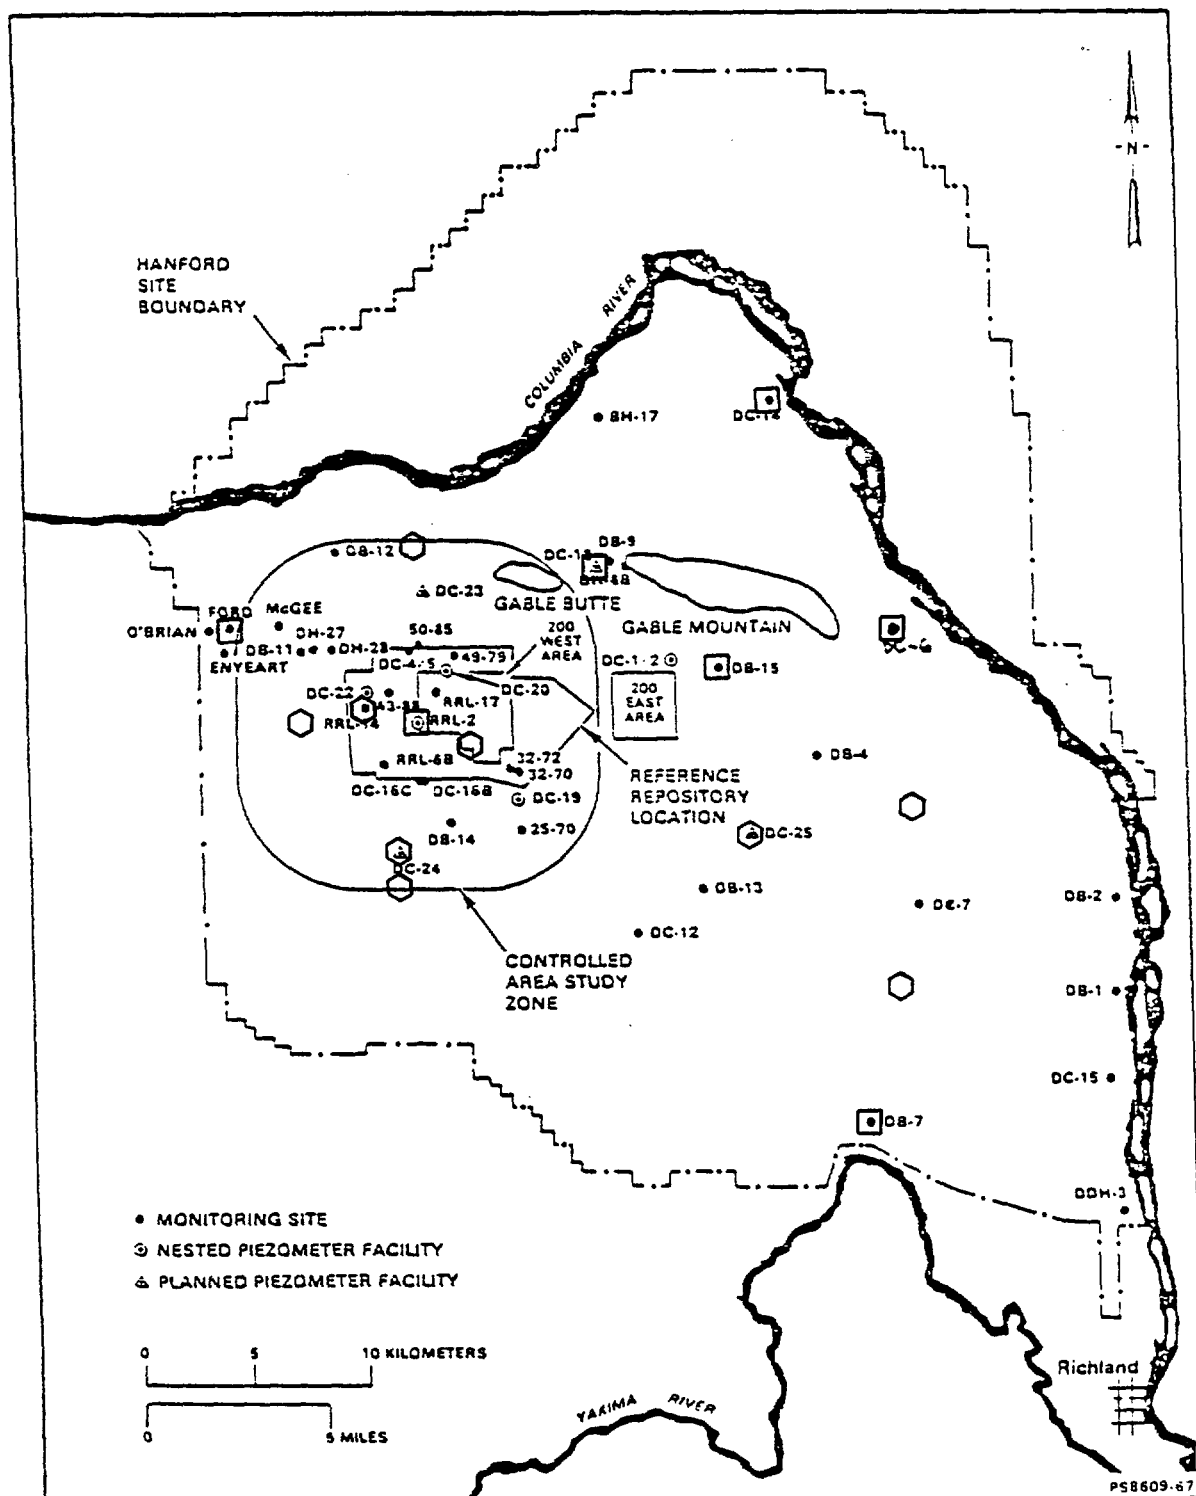 -N-
HANFORD
SITE
BOUNDARY
COLUMBIA RIVER
BH-17
DC-14
DB-12
DB-9
DC-23
GABLE BUTTE
GABLE MOUNTAIN
FORD
McGEE
O'BRIAN
ENYEART
DH-27
DB-11
DH-28
50-85
200
WEST
AREA
49-79
DC-4/5
DC-20
DC-1/2
DB-15
200
EAST
AREA
DC-22
RRL-17
RRL-14
RRL-2
RRL-6B
32-72
32-70
DC-16C
DC-16B
DC-19
DB-14
25-70
DC-24
DB-4
REFERENCE
REPOSITORY
LOCATION
DC-25
DB-13
DB-2
DC-12
CONTROLLED
AREA STUDY
ZONE
DB-1
DC-15
DB-7
DDH-3
MONITORING SITE
NESTED PIEZOMETER FACILITY
PLANNED PIEZOMETER FACILITY
0 5 10 KILOMETERS
0 5 MILES
Richland
YAKIMA RIVER
PS8609-67